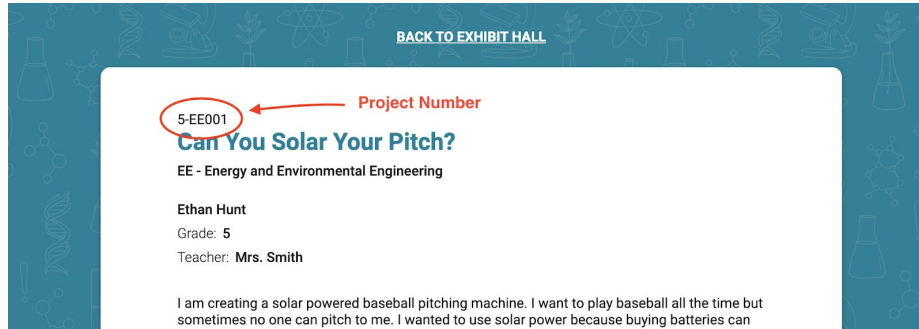 BACK TO EXHIBIT HALL
Project Number
5-EE001
Can You Solar Your Pitch?
EE - Energy and Environmental Engineering
Ethan Hunt
Grade: 5
Teacher: Mrs. Smith
I am creating a solar powered baseball pitching machine. I want to play baseball all the time but
sometimes no one can pitch to me. I wanted to use solar power because buying batteries can